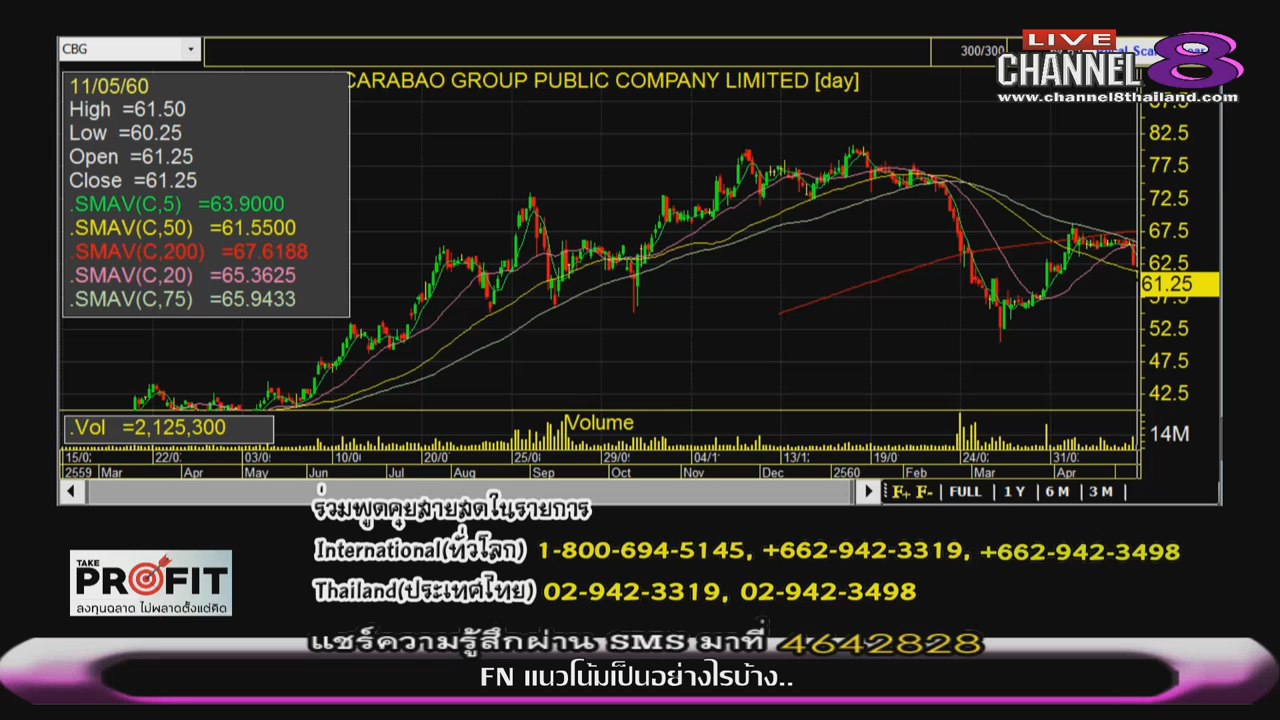 CBG
300/300
LIVE
CHANNEL 8
www.channel8thailand.com
CARABAO GROUP PUBLIC COMPANY LIMITED [day]
11/05/60
High =61.50
Low =60.25
Open =61.25
Close =61.25
.SMAV(C,5) =63.9000
.SMAV(C,50) =61.5500
.SMAV(C,200) =67.6188
.SMAV(C,20) =65.3625
.SMAV(C,75) =65.9433
87.5
82.5
77.5
72.5
67.5
62.5
61.25
57.5
52.5
47.5
42.5
.Vol =2,125,300
Volume
14M
15/0 22/0 03/0 10/0 20/0 25/0 29/0 04/1 13/1 19/0 24/0 31/0
2559 Mar Apr May Jun Jul Aug Sep Oct Nov Dec 2560 Feb Mar Apr
F+ F- | FULL | 1 Y | 6 M | 3 M |
ร่วมพูดคุยสายสดในรายการ
International(ทั่วโลก) 1-800-694-5145, +662-942-3319, +662-942-3498
TAKE PROFIT
ลงทุนฉลาด ไม่พลาดตั้งแต่คิด
Thailand(ประเทศไทย) 02-942-3319, 02-942-3498
แชร์ความรู้สึกผ่าน SMS มาที่ 4642828
FN แนวโน้มเป็นอย่างไรบ้าง..